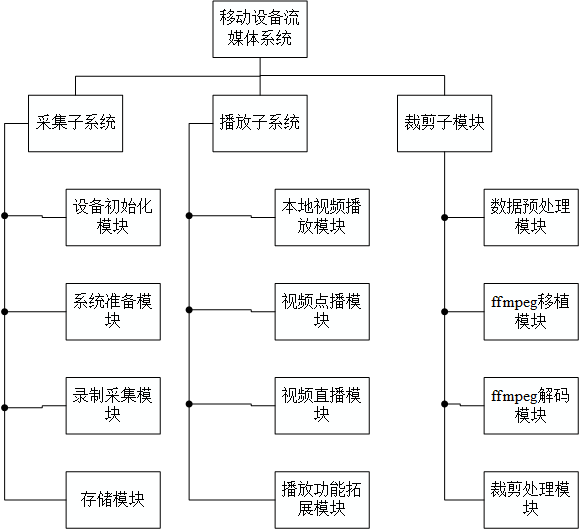 移动设备流
媒体系统
采集子系统
播放子系统
裁剪子模块
设备初始化
模块
本地视频播
放模块
数据预处理
模块
系统准备模
块
视频点播模
块
ffmpeg移植
模块
录制采集模
块
视频直播模
块
ffmpeg解码
模块
存储模块
播放功能拓
展模块
裁剪处理模
块